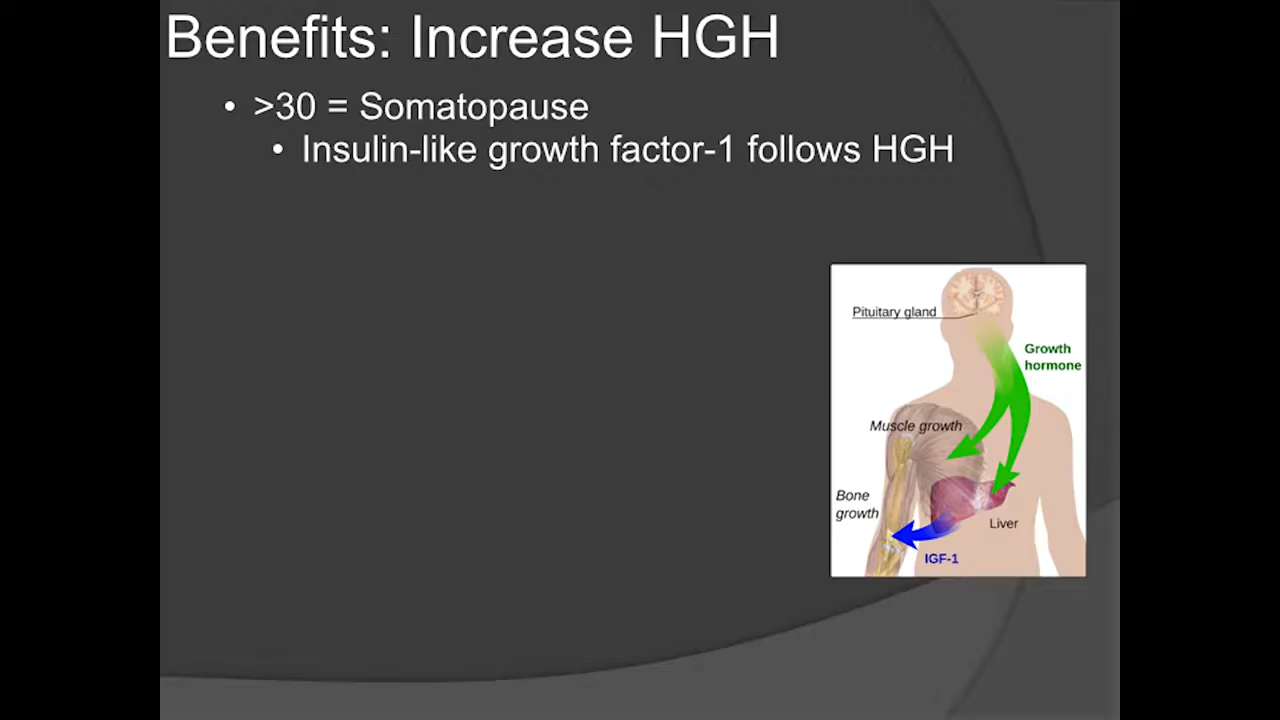 Benefits: Increase HGH
• >30 = Somatopause
• Insulin-like growth factor-1 follows HGH
Pituitary gland
Growth
hormone
Muscle growth
Bone
growth
Liver
IGF-1